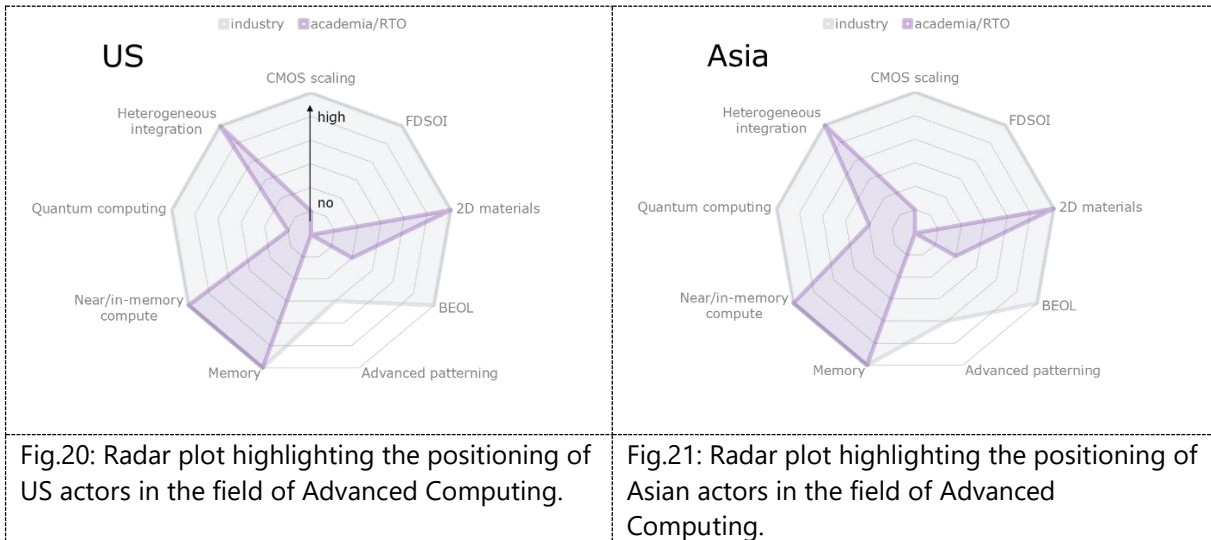 industry academia/RTO
US
CMOS scaling
Heterogeneous
integration
high
FDSOI
no
Quantum computing
2D materials
Near/in-memory
compute
BEOL
Memory
Advanced patterning
Fig.20: Radar plot highlighting the positioning of
US actors in the field of Advanced Computing.
industry academia/RTO
Asia
CMOS scaling
Heterogeneous
integration
FDSOI
Quantum computing
2D materials
Near/in-memory
compute
BEOL
Memory
Advanced patterning
Fig.21: Radar plot highlighting the positioning of
Asian actors in the field of Advanced
Computing.